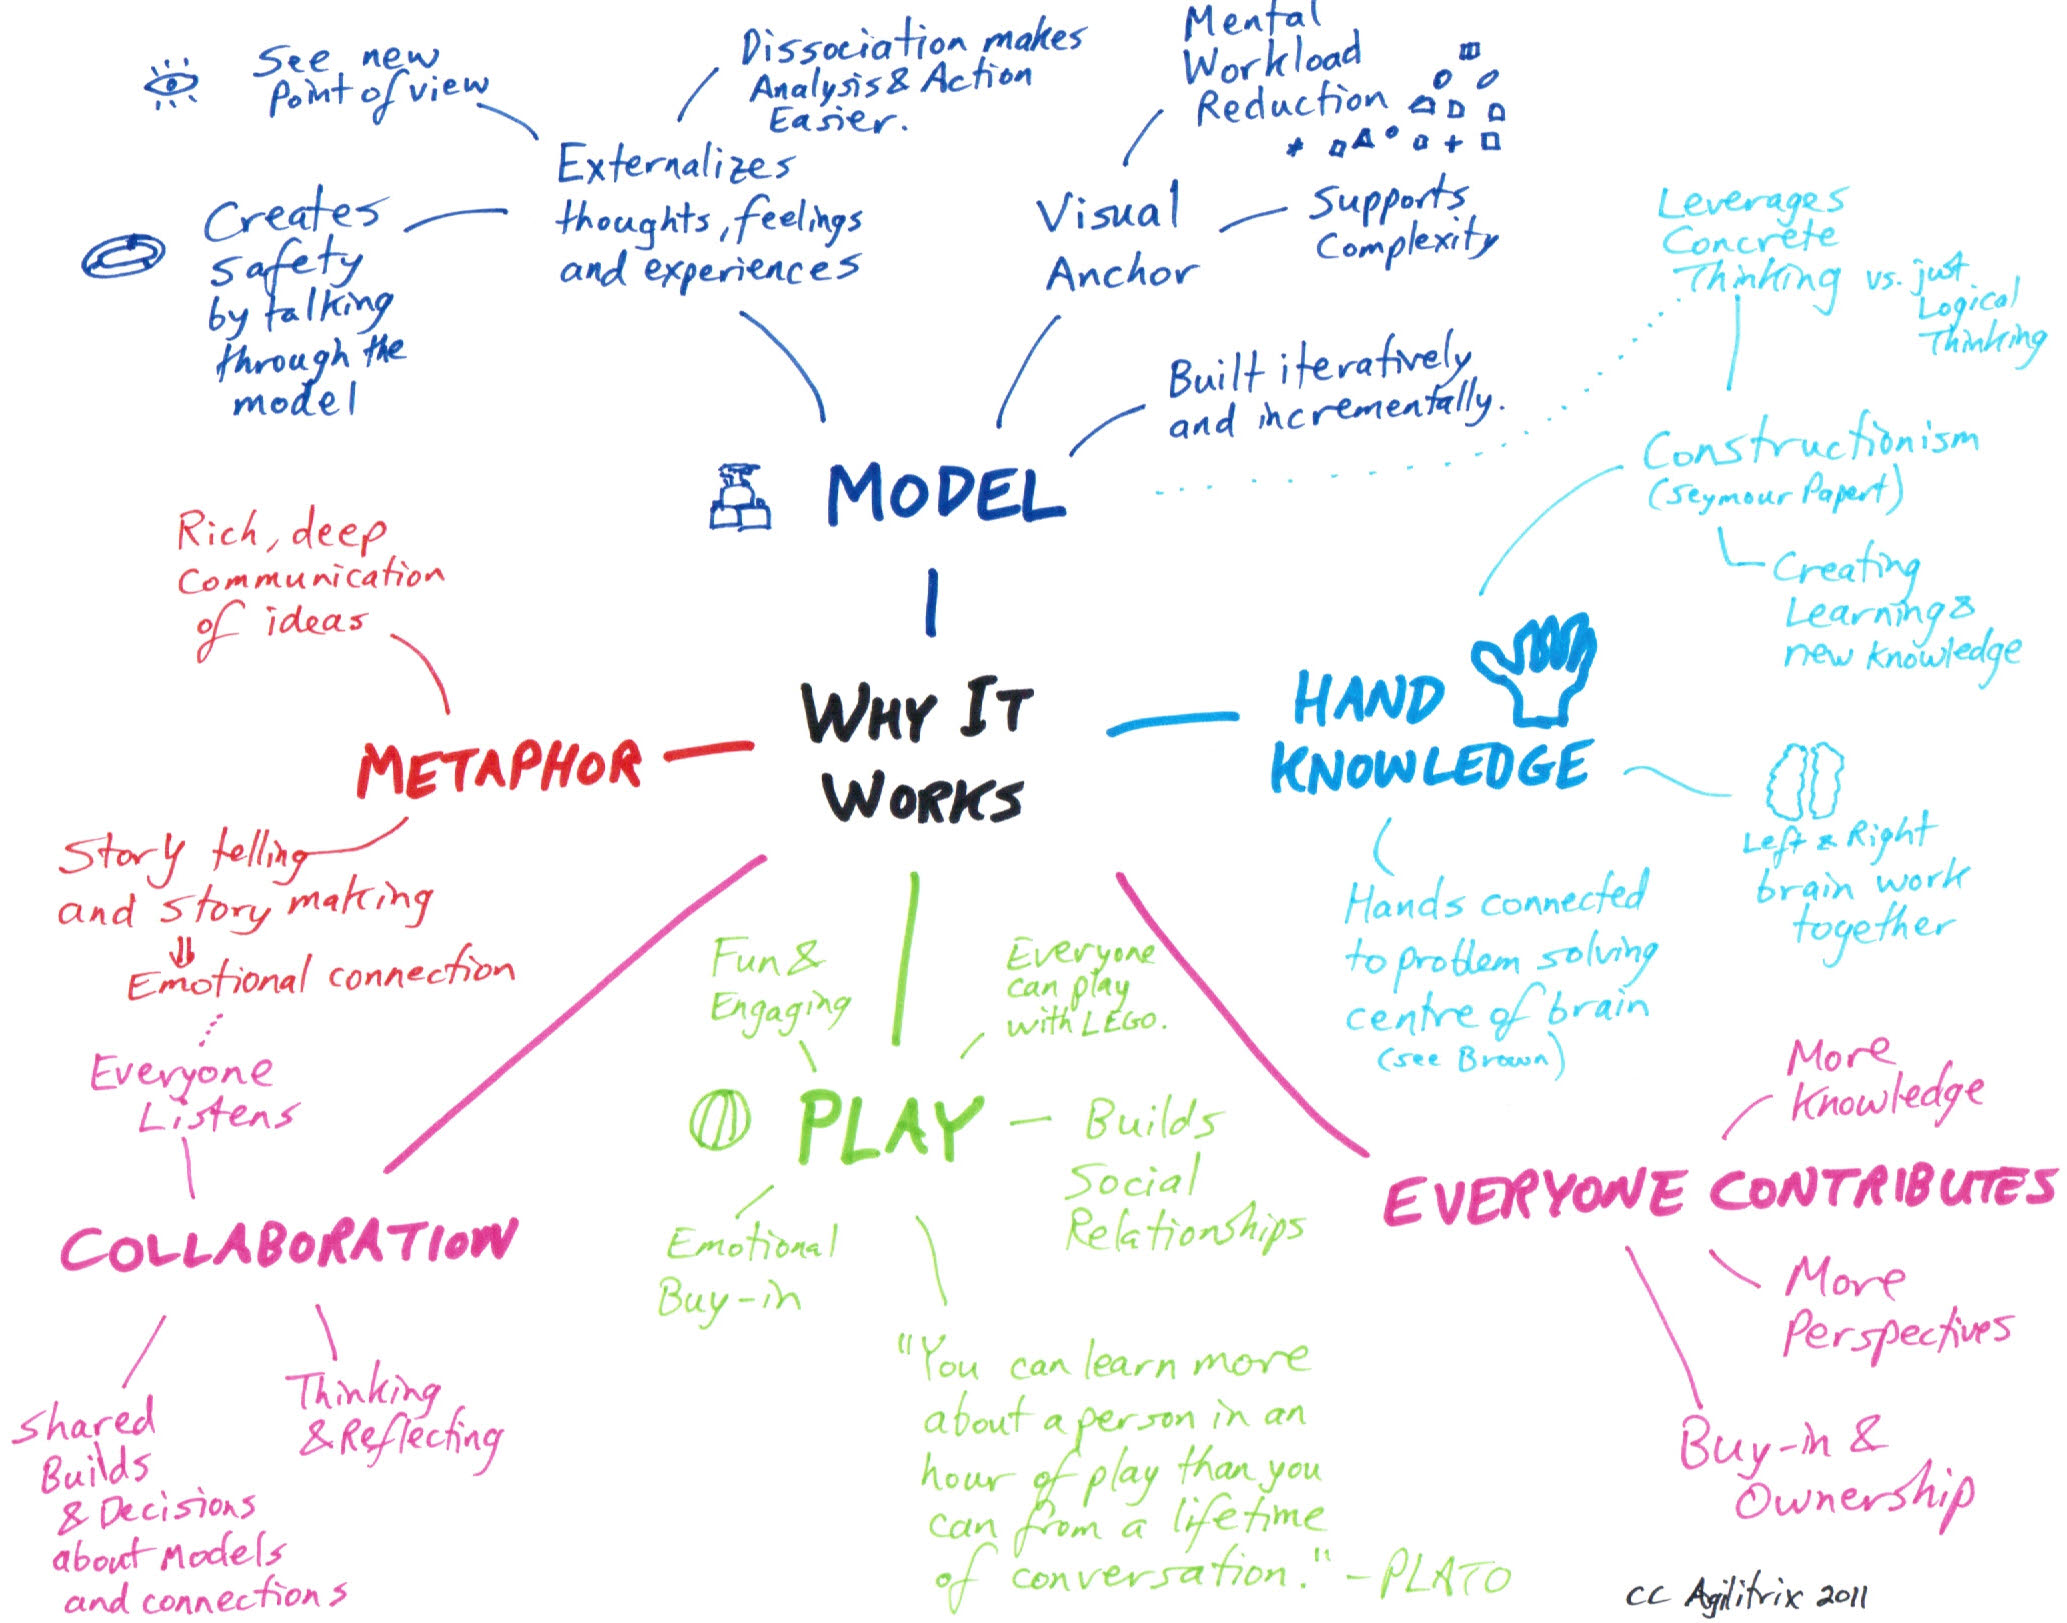 See new
Point of view
Dissociation makes
Analysis & Action
Easier.
Mental
Workload
Reduction
Creates
safety
by talking
through the
model
Externalizes
thoughts, feelings
and experiences
Visual
Anchor
Supports
Complexity
Built iteratively
and incrementally.
Leverages
Concrete
Thinking vs. just
Logical
Thinking
MODEL
Constructionism
(Seymour Papert)
Creating
Learning &
new knowledge
Rich, deep
Communication
of ideas
METAPHOR
WHY IT
WORKS
HAND
KNOWLEDGE
Left & Right
brain work
together
Hands connected
to problem solving
centre of brain
(see Brown)
Story telling
and story making
Emotional connection
Everyone
Listens
COLLABORATION
Shared
Builds
& Decisions
about Models
and connections
Thinking
& Reflecting
Fun &
Engaging
Everyone
can play
with LEGO.
PLAY
Builds
Social
Relationships
Emotional
Buy-in
"You can learn more
about a person in an
hour of play than you
can from a lifetime
of conversation." - PLATO
EVERYONE CONTRIBUTES
More
Knowledge
More
Perspectives
Buy-in &
Ownership
CC Agilitrix 2011